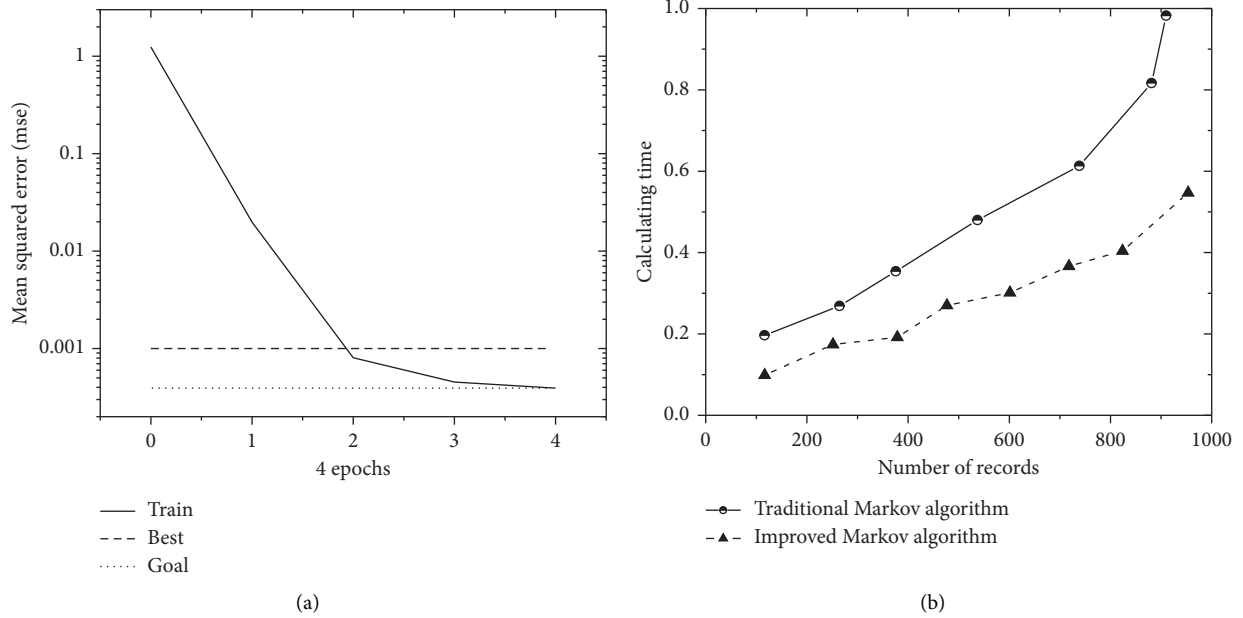 1
0.1
0.01
0.001
Mean squared error (mse)
0 1 2 3 4
4 epochs
Train
Best
Goal
(a)
1.0
0.8
0.6
0.4
0.2
0.0
Calculating time
0 200 400 600 800 1000
Number of records
Traditional Markov algorithm
Improved Markov algorithm
(b)